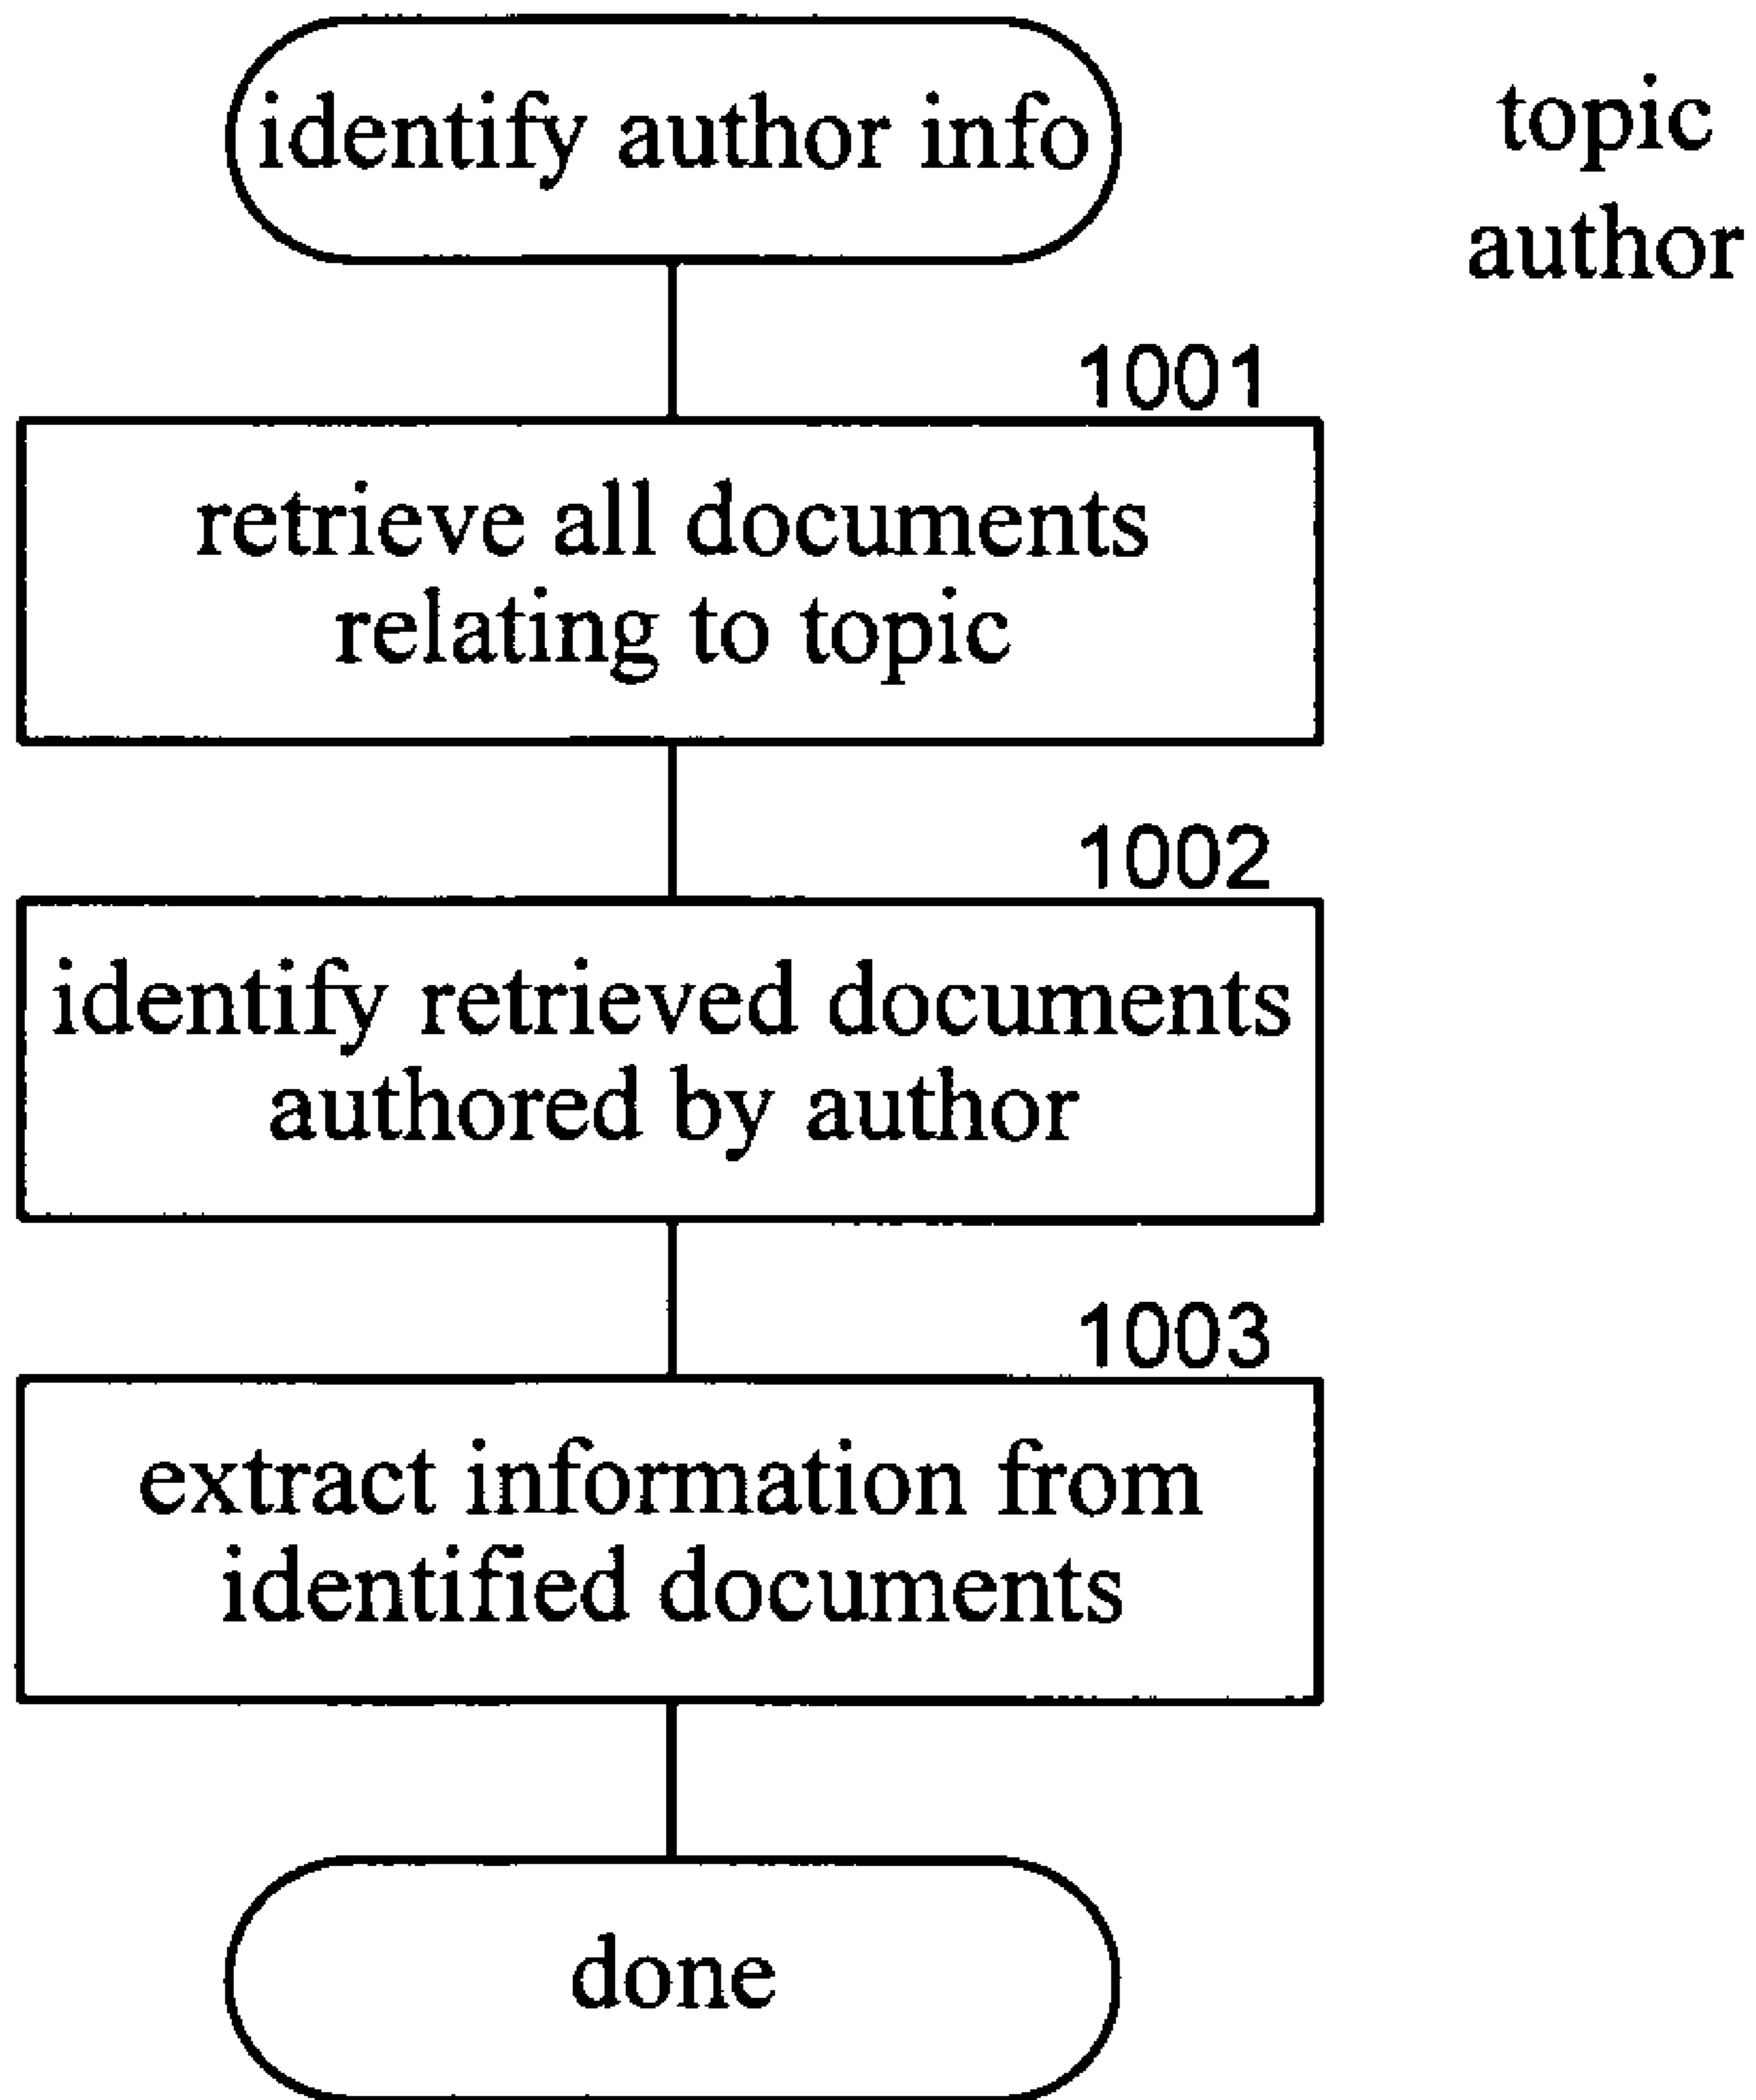 identify author info
topic
author
1001
retrieve all documents
relating to topic
1002
identify retrieved documents
authored by author
1003
extract information from
identified documents
done